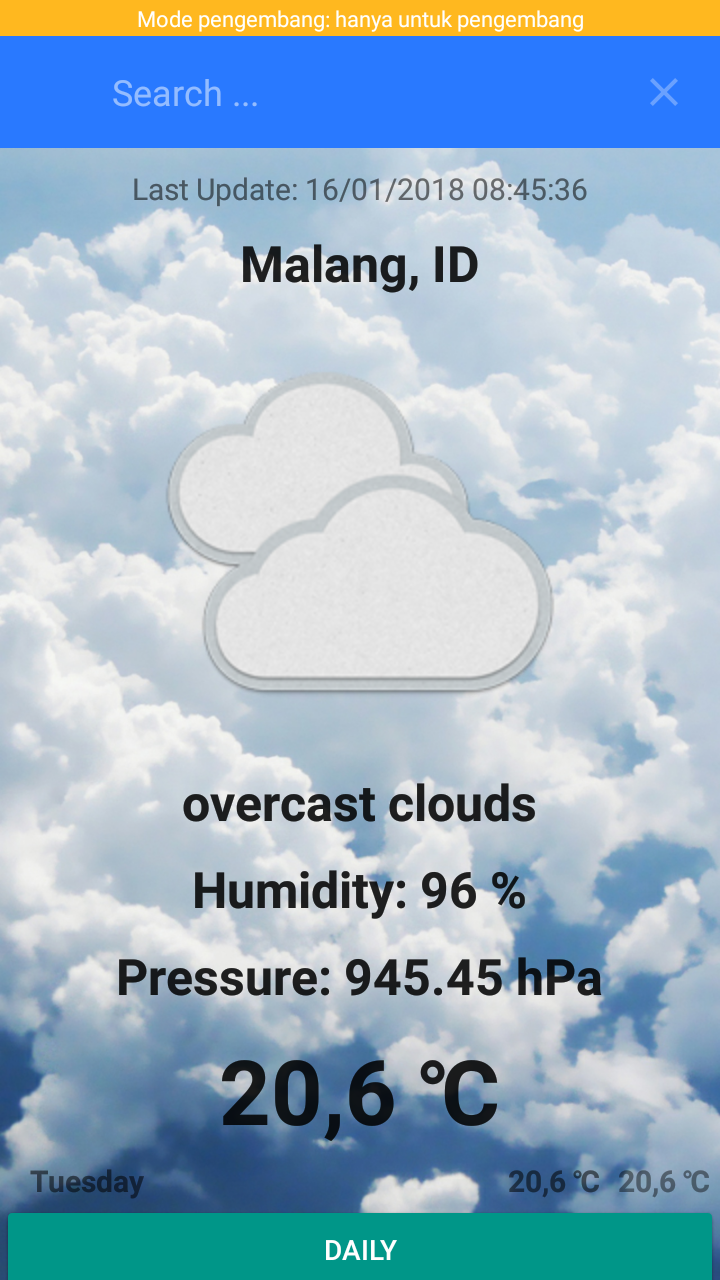 Mode pengembang: hanya untuk pengembang
Search ...
Last Update: 16/01/2018 08:45:36
Malang, ID
overcast clouds
Humidity: 96 %
Pressure: 945.45 hPa
20,6 ℃
Tuesday 20,6 ℃ 20,6 ℃
DAILY